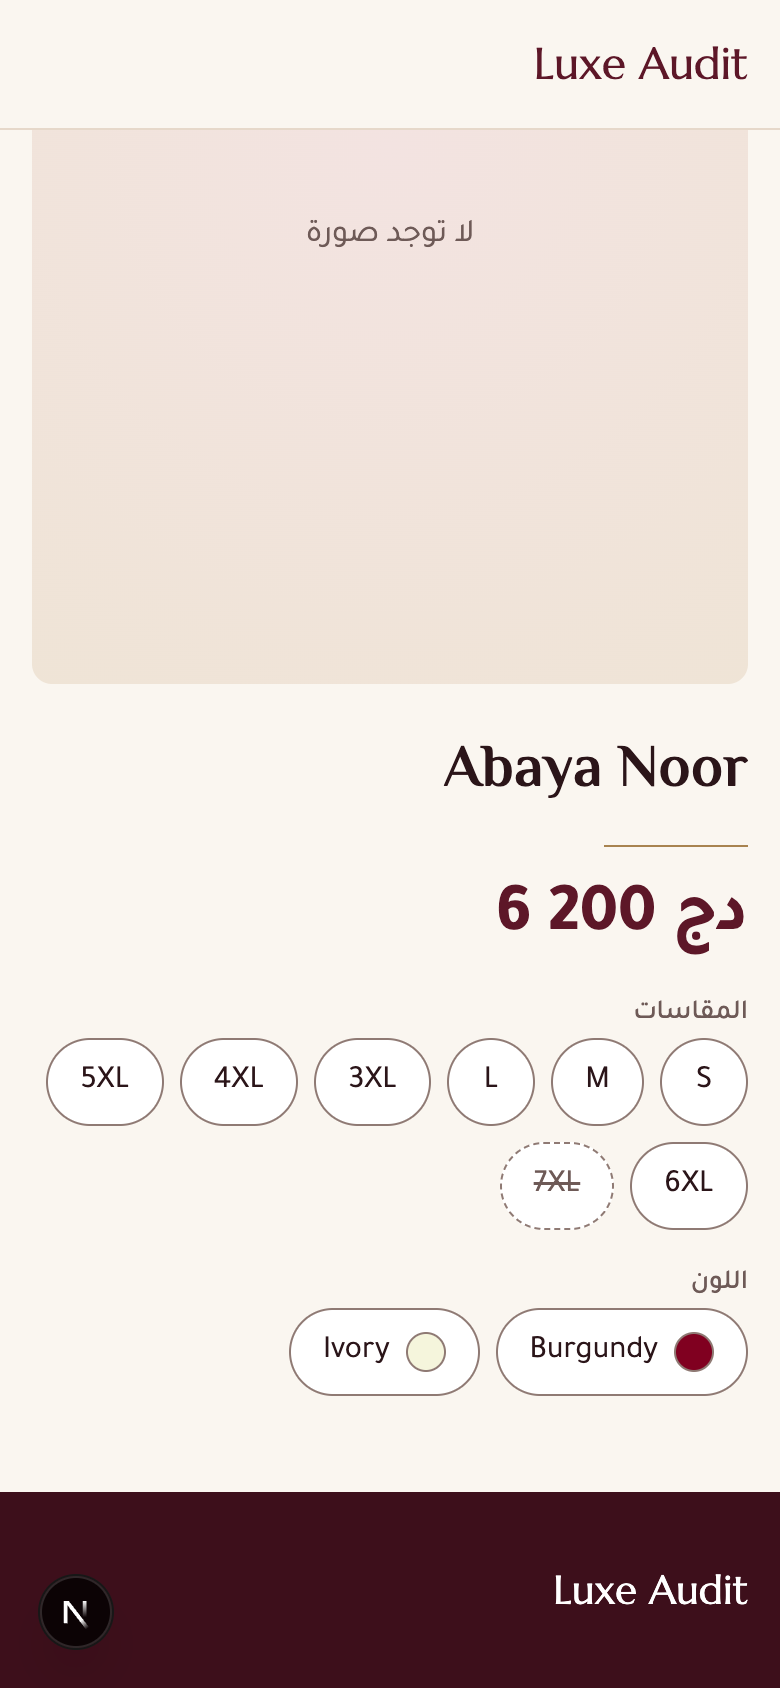 Luxe Audit
لا توجد صورة
Abaya Noor
6 200 دج
المقاسات
S M L 3XL 4XL 5XL
6XL 7XL
اللون
Burgundy Ivory
Luxe Audit
N